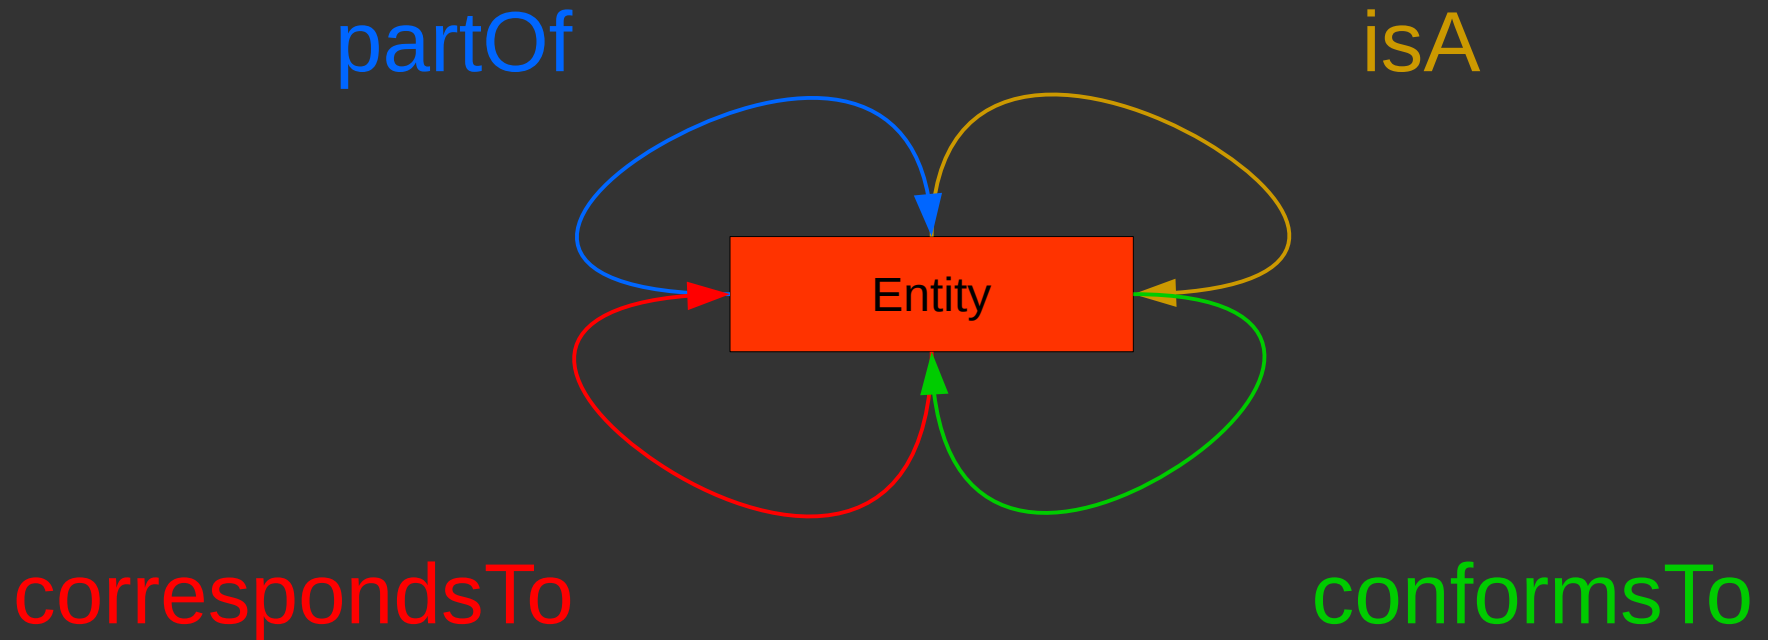 partOf
isA
Entity
correspondsTo
conformsTo